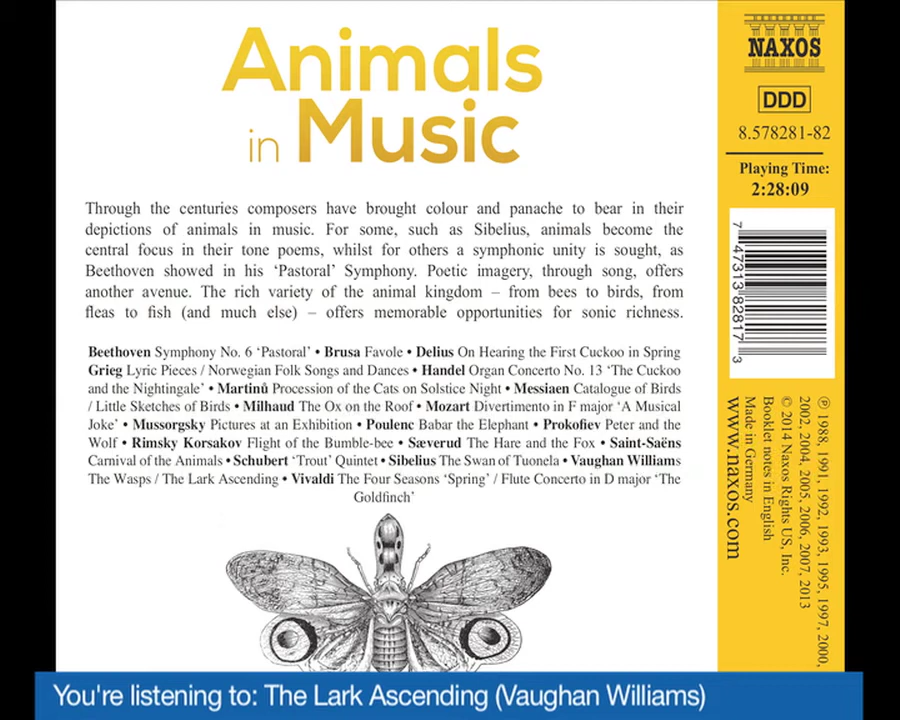 Animals
in Music
Through the centuries composers have brought colour and panache to bear in their
depictions of animals in music. For some, such as Sibelius, animals become the
central focus in their tone poems, whilst for others a symphonic unity is sought, as
Beethoven showed in his ‘Pastoral’ Symphony. Poetic imagery, through song, offers
another avenue. The rich variety of the animal kingdom – from bees to birds, from
fleas to fish (and much else) – offers memorable opportunities for sonic richness.
Beethoven Symphony No. 6 ‘Pastoral’ • Brusa Favole • Delius On Hearing the First Cuckoo in Spring
Grieg Lyric Pieces / Norwegian Folk Songs and Dances • Handel Organ Concerto No. 13 ‘The Cuckoo
and the Nightingale’ • Martinů Procession of the Cats on Solstice Night • Messiaen Catalogue of Birds
/ Little Sketches of Birds • Milhaud The Ox on the Roof • Mozart Divertimento in F major ‘A Musical
Joke’ • Mussorgsky Pictures at an Exhibition • Poulenc Babar the Elephant • Prokofiev Peter and the
Wolf • Rimsky Korsakov Flight of the Bumble-bee • Sæverud The Hare and the Fox • Saint-Saëns
Carnival of the Animals • Schubert ‘Trout’ Quintet • Sibelius The Swan of Tuonela • Vaughan Williams
The Wasps / The Lark Ascending • Vivaldi The Four Seasons ‘Spring’ / Flute Concerto in D major ‘The
Goldfinch’
NAXOS
DDD
8.578281-82
Playing Time:
2:28:09
7 47313 82817 3
℗ 1988, 1991, 1992, 1993, 1995, 1997, 2000,
2002, 2004, 2005, 2006, 2007, 2013
© 2014 Naxos Rights US, Inc.
Booklet notes in English
Made in Germany
www.naxos.com
You're listening to: The Lark Ascending (Vaughan Williams)